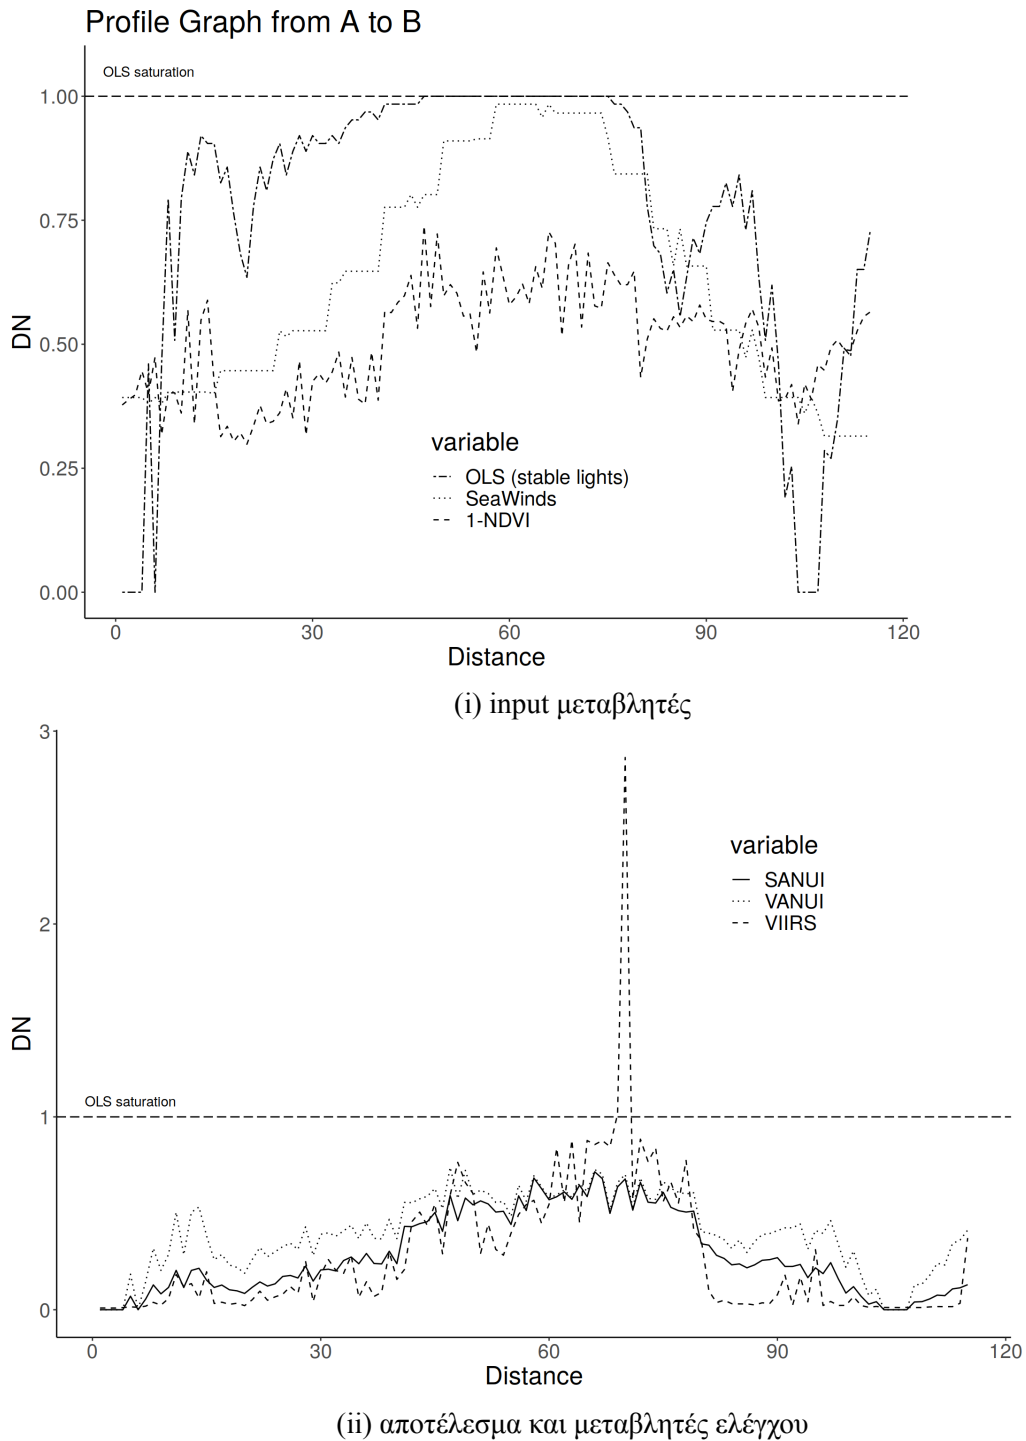 Profile Graph from A to B
OLS saturation
1.00
0.75
0.50
0.25
0.00
DN
variable
OLS (stable lights)
SeaWinds
1-NDVI
0 30 60 90 120
Distance
(i) input μεταβλητές
3
2
1
0
DN
variable
SANUI
VANUI
VIIRS
OLS saturation
0 30 60 90 120
Distance
(ii) αποτέλεσμα και μεταβλητές ελέγχου